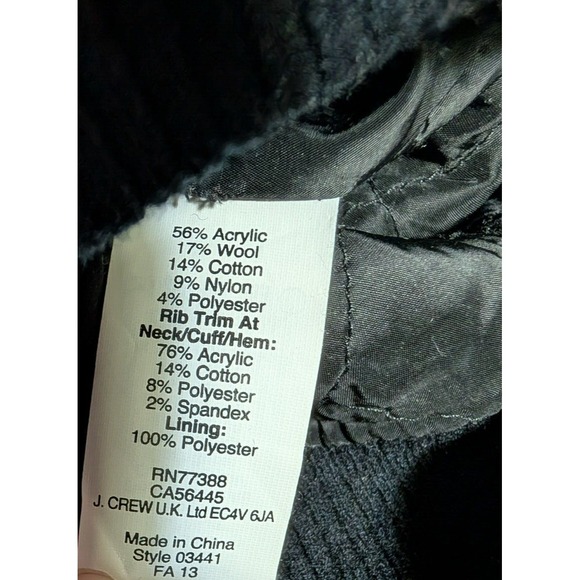 56% Acrylic
17% Wool
14% Cotton
9% Nylon
4% Polyester
Rib Trim At
Neck/Cuff/Hem:
76% Acrylic
14% Cotton
8% Polyester
2% Spandex
Lining:
100% Polyester
RN77388
CA56445
J. CREW U.K. Ltd EC4V 6JA
Made in China
Style 03441
FA 13